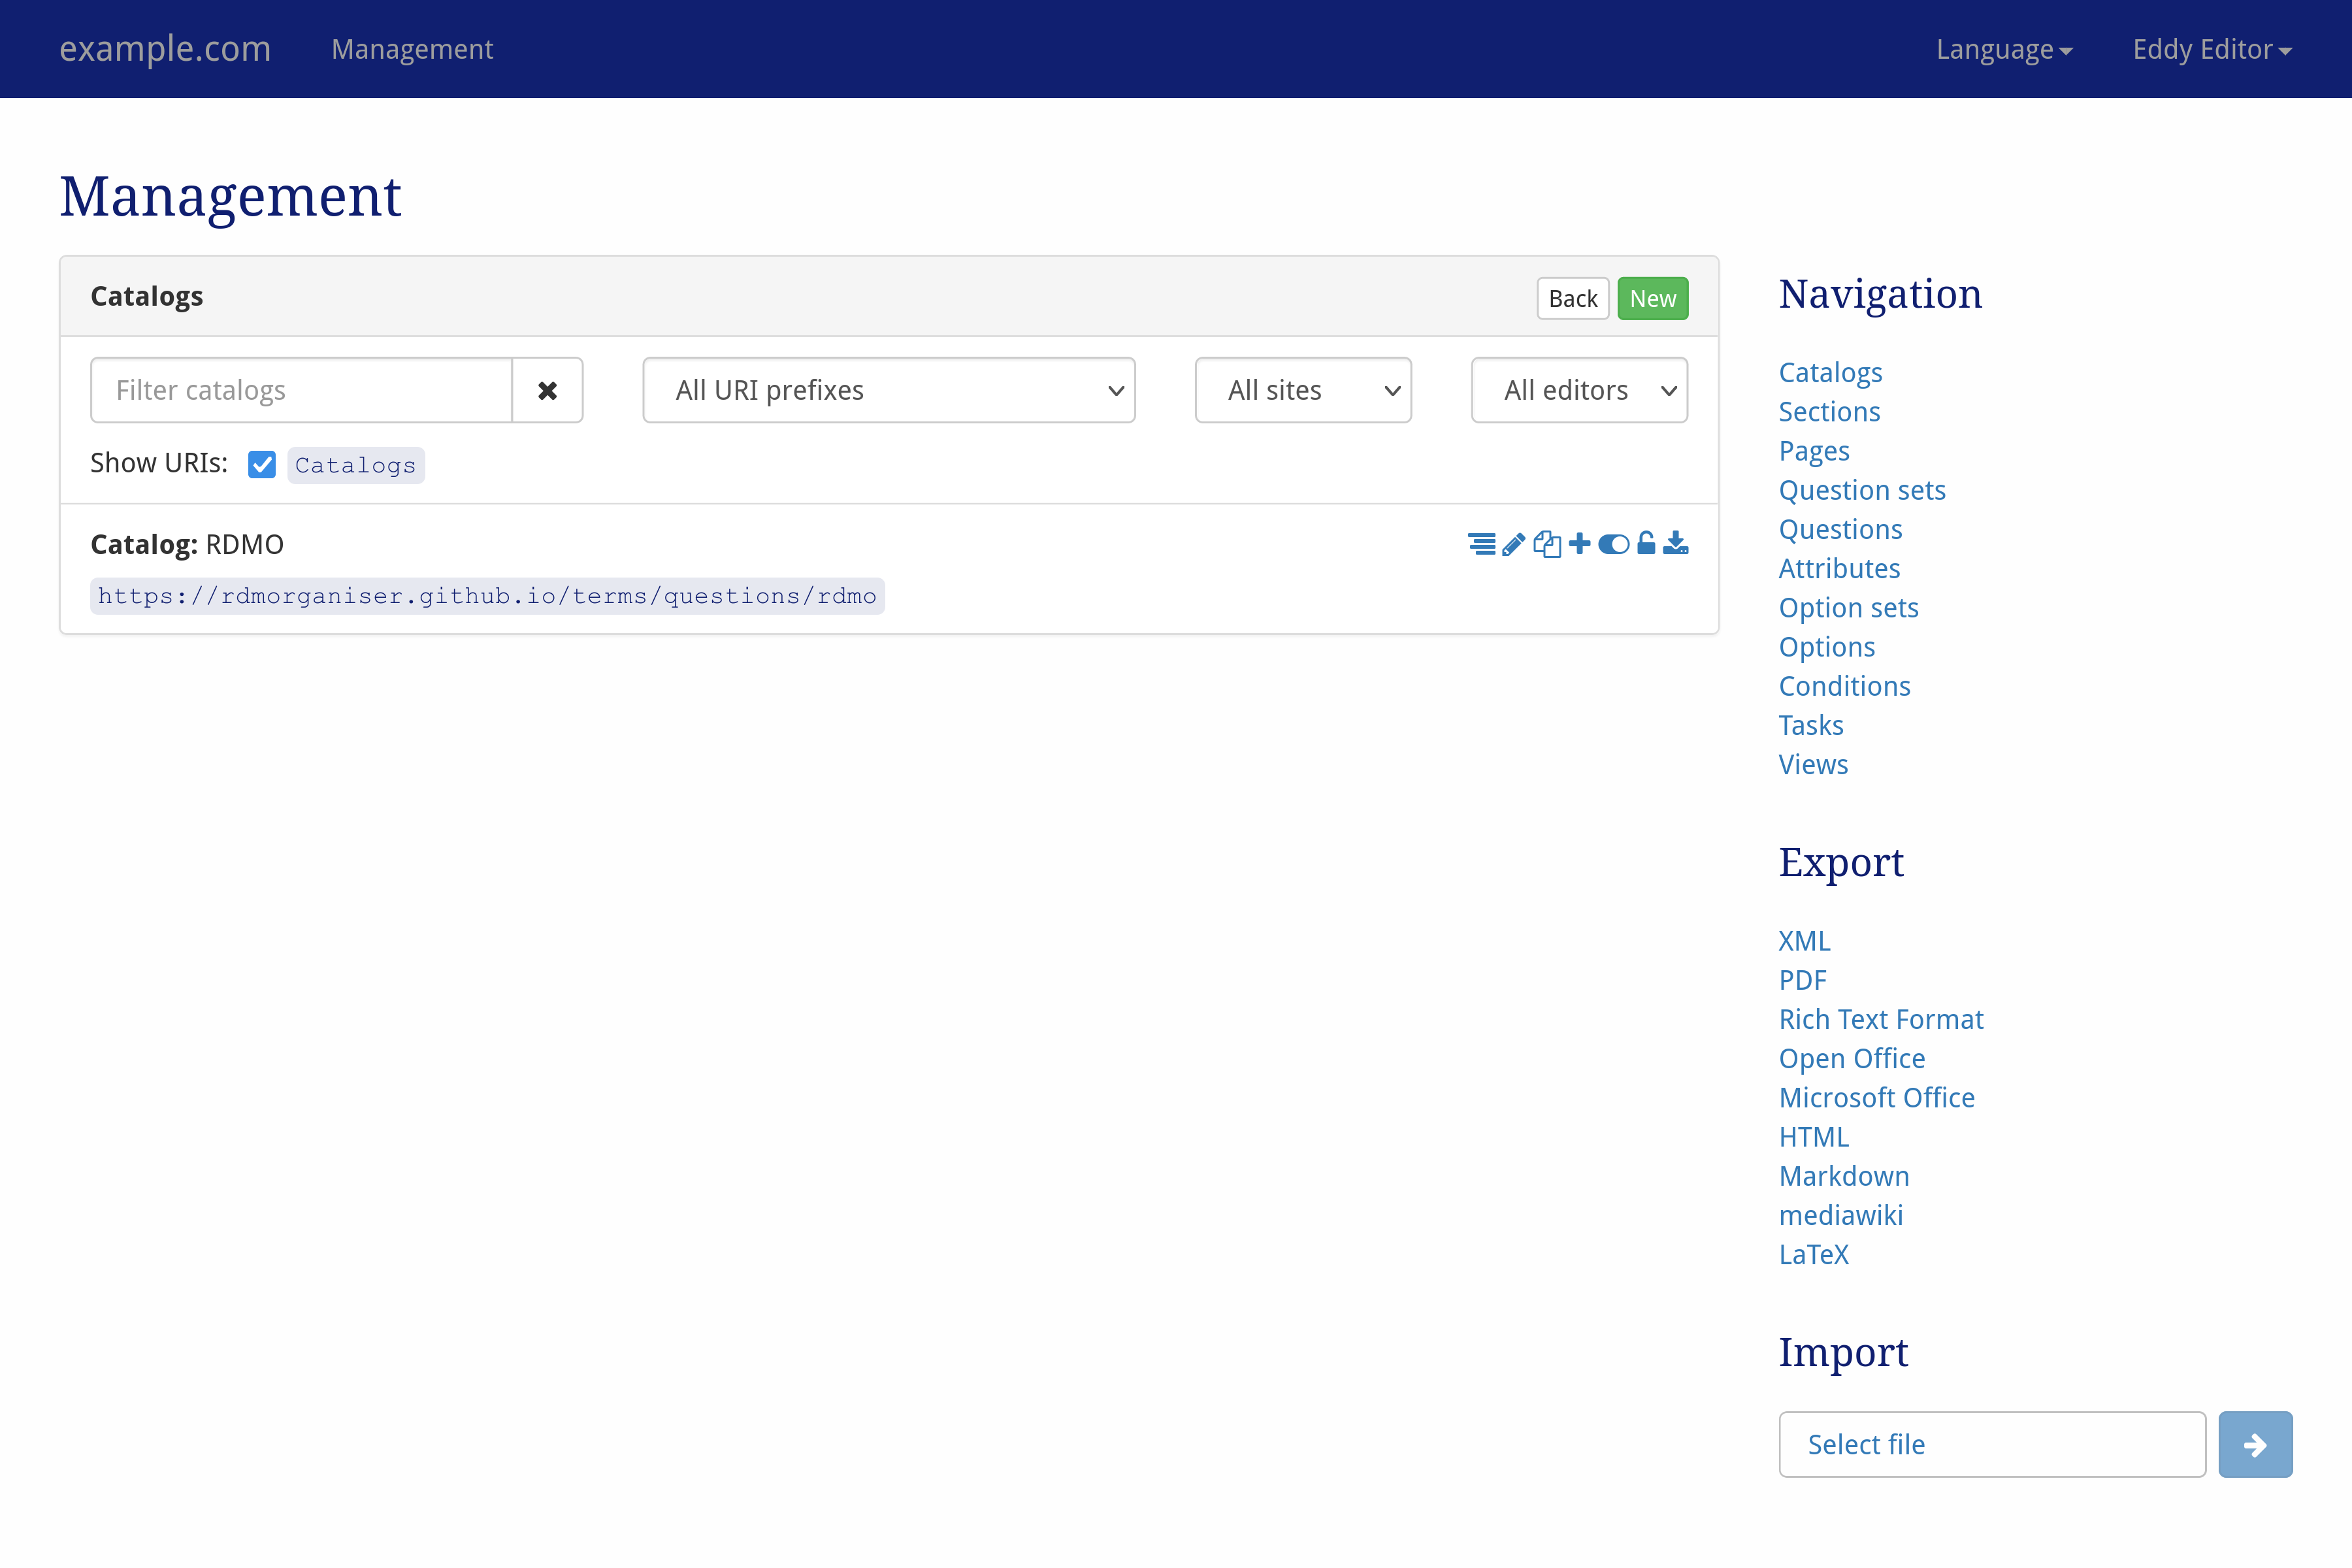 example.com Management Language Eddy Editor
Management
Catalogs Back New
Filter catalogs All URI prefixes All sites All editors
Show URIs: Catalogs
Catalog: RDMO
https://rdmorganiser.github.io/terms/questions/rdmo
Navigation
Catalogs
Sections
Pages
Question sets
Questions
Attributes
Option sets
Options
Conditions
Tasks
Views
Export
XML
PDF
Rich Text Format
Open Office
Microsoft Office
HTML
Markdown
mediawiki
LaTeX
Import
Select file